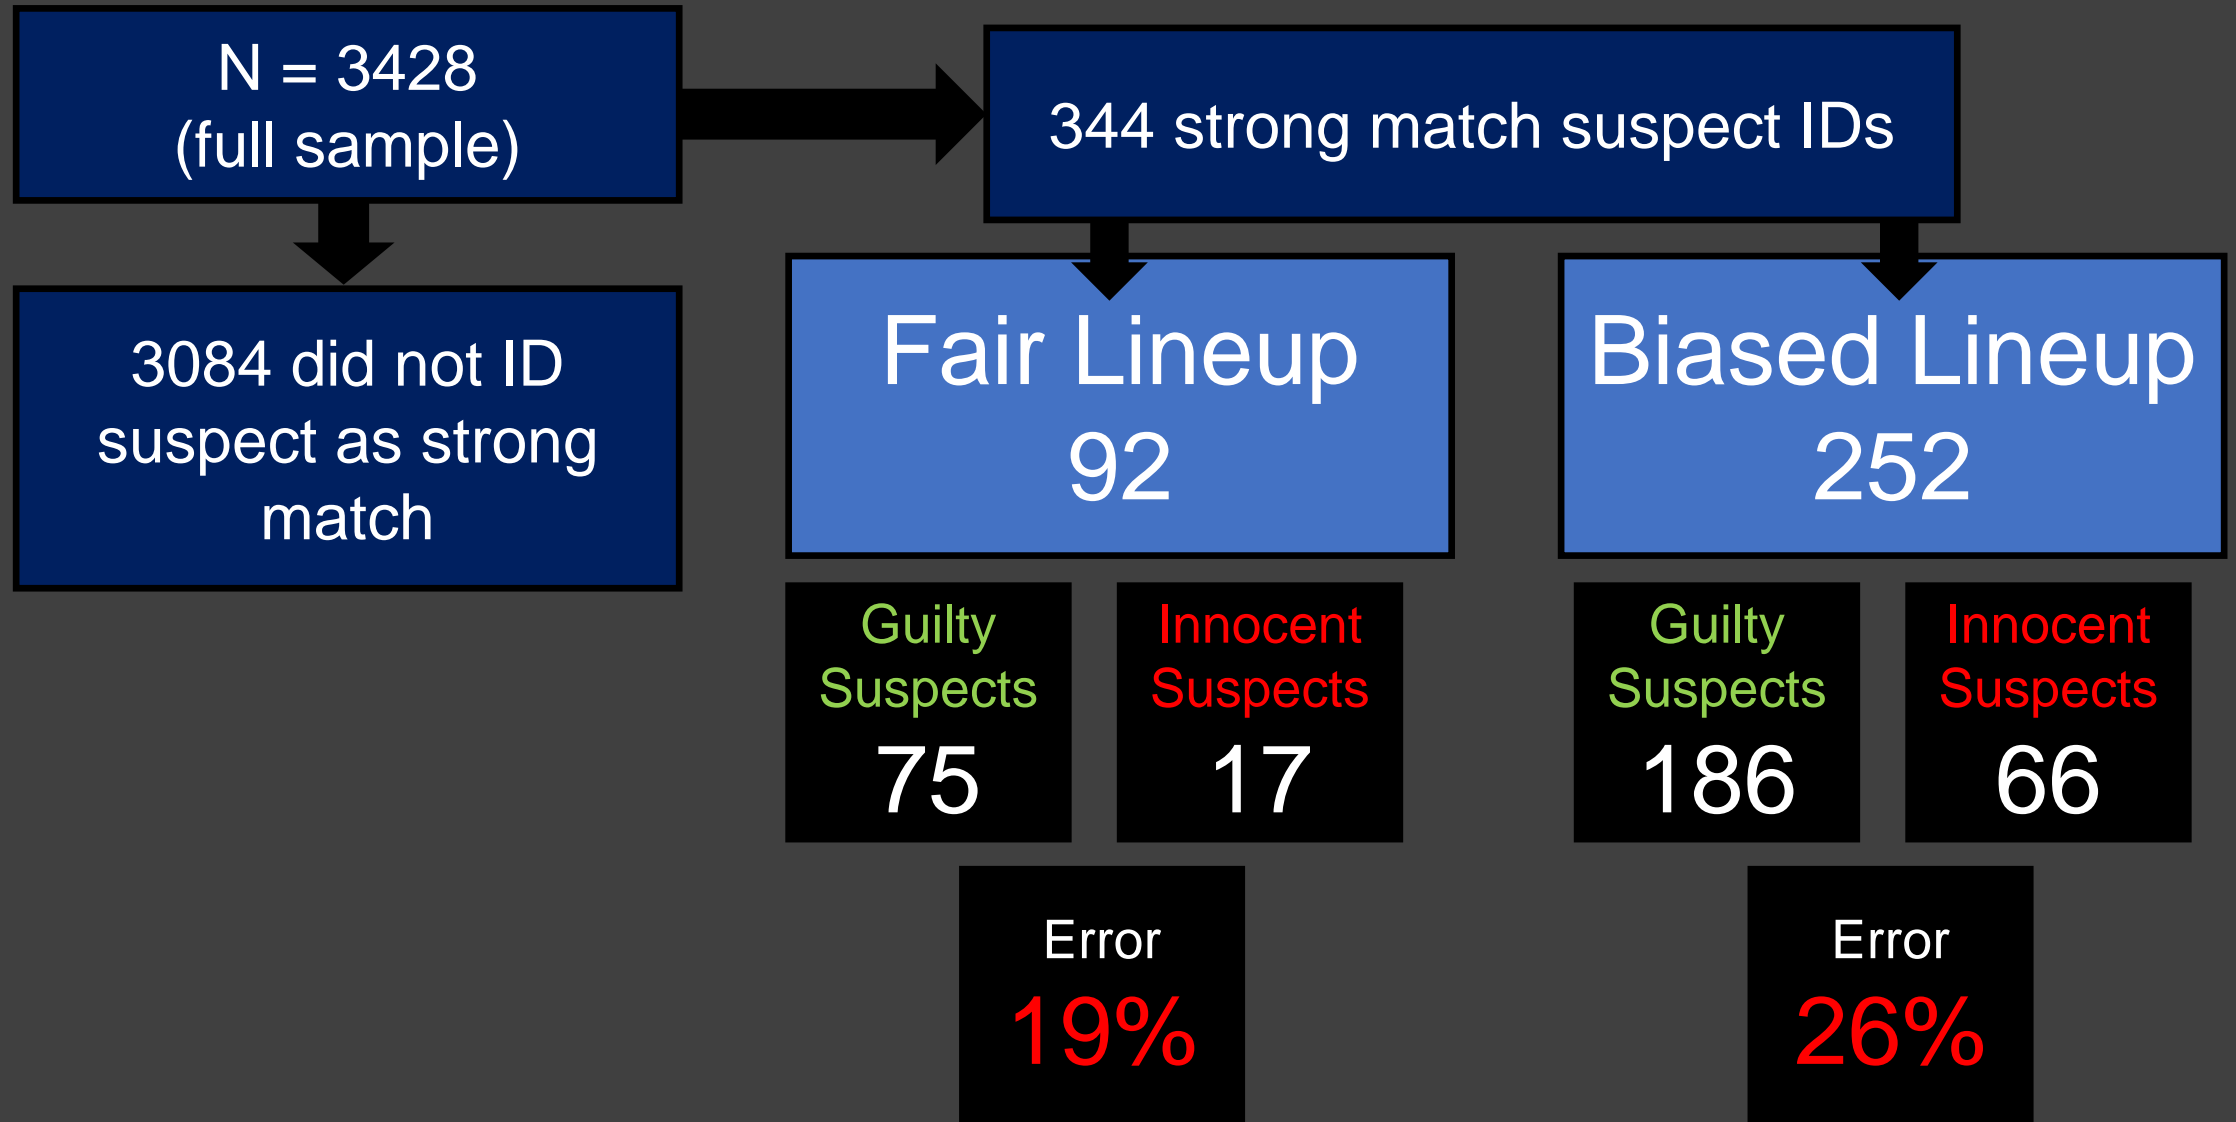 N = 3428
(full sample)
344 strong match suspect IDs
3084 did not ID
suspect as strong
match
Fair Lineup
92
Biased Lineup
252
Guilty
Suspects
75
Innocent
Suspects
17
Guilty
Suspects
186
Innocent
Suspects
66
Error
19%
Error
26%